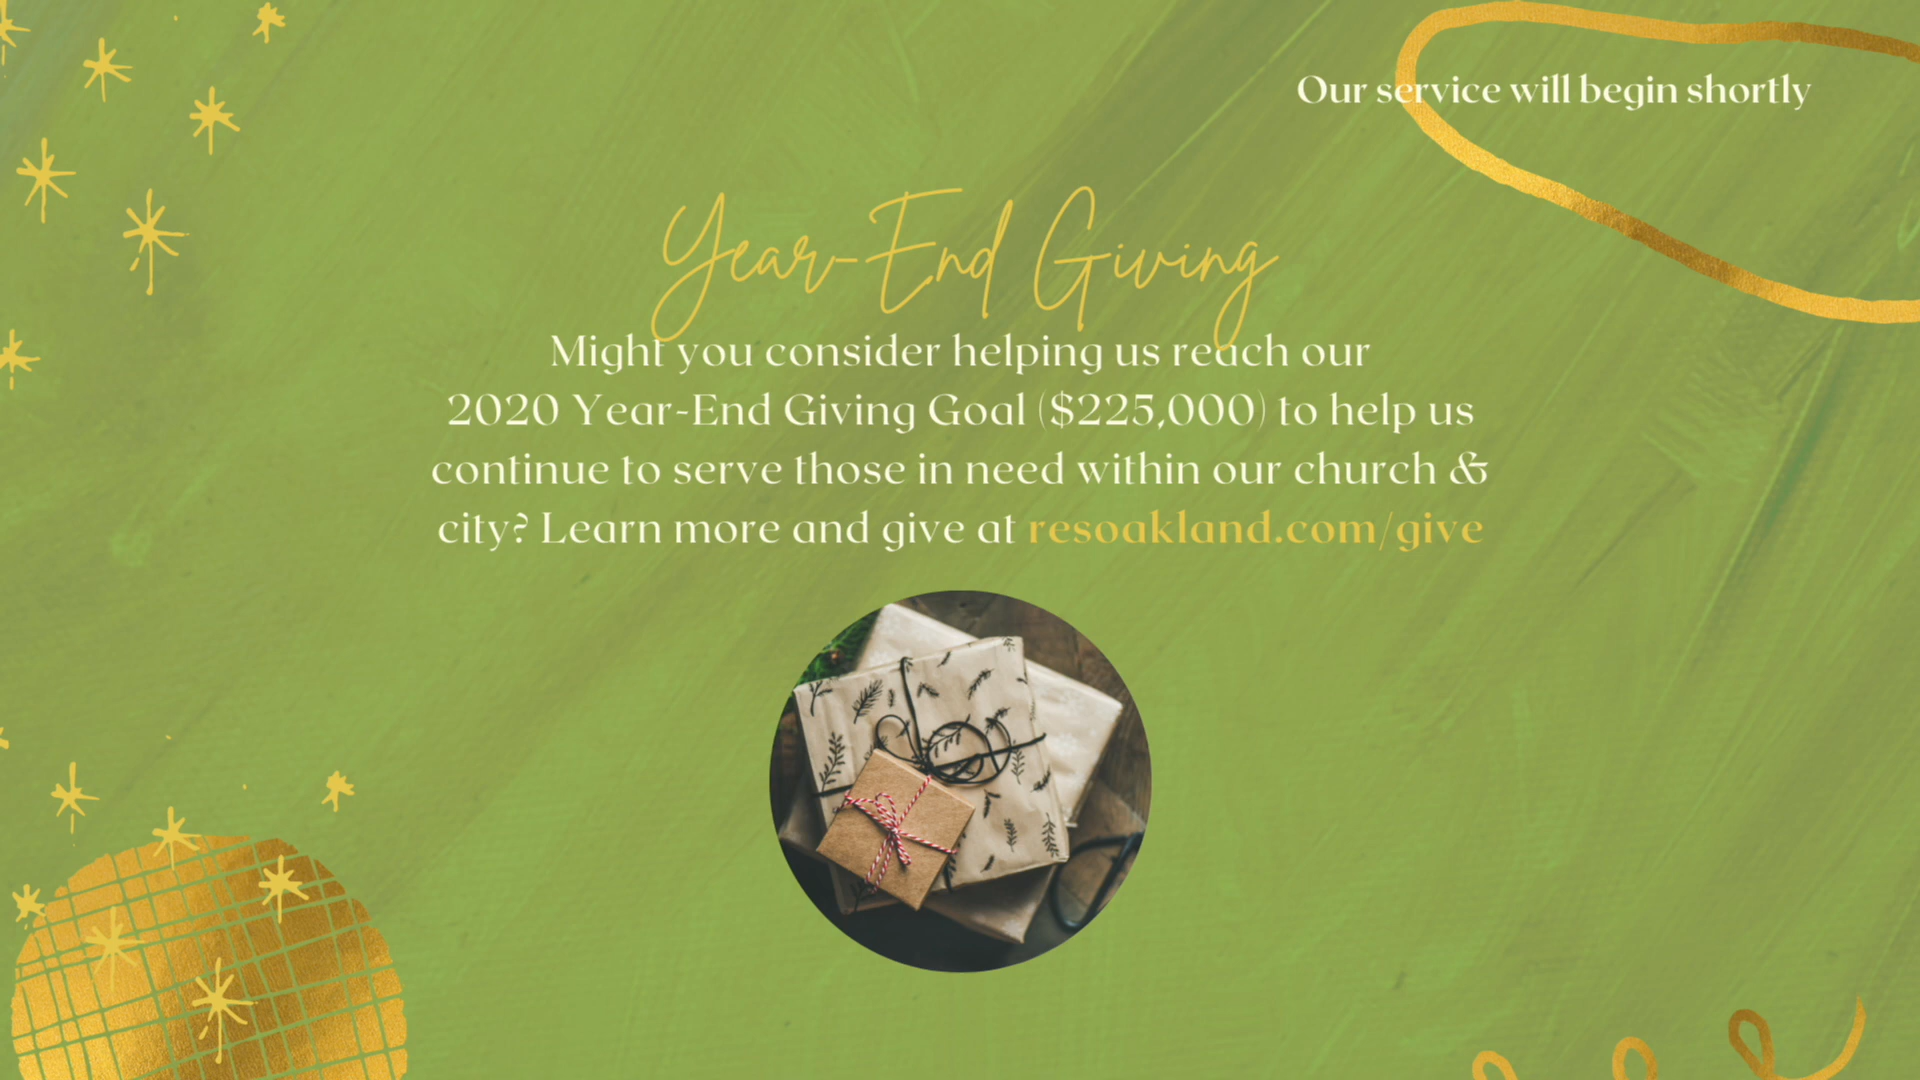 Our service will begin shortly
Year-End Giving
Might you consider helping us reach our
2020 Year-End Giving Goal ($225,000) to help us
continue to serve those in need within our church &
city? Learn more and give at resoakland.com/give